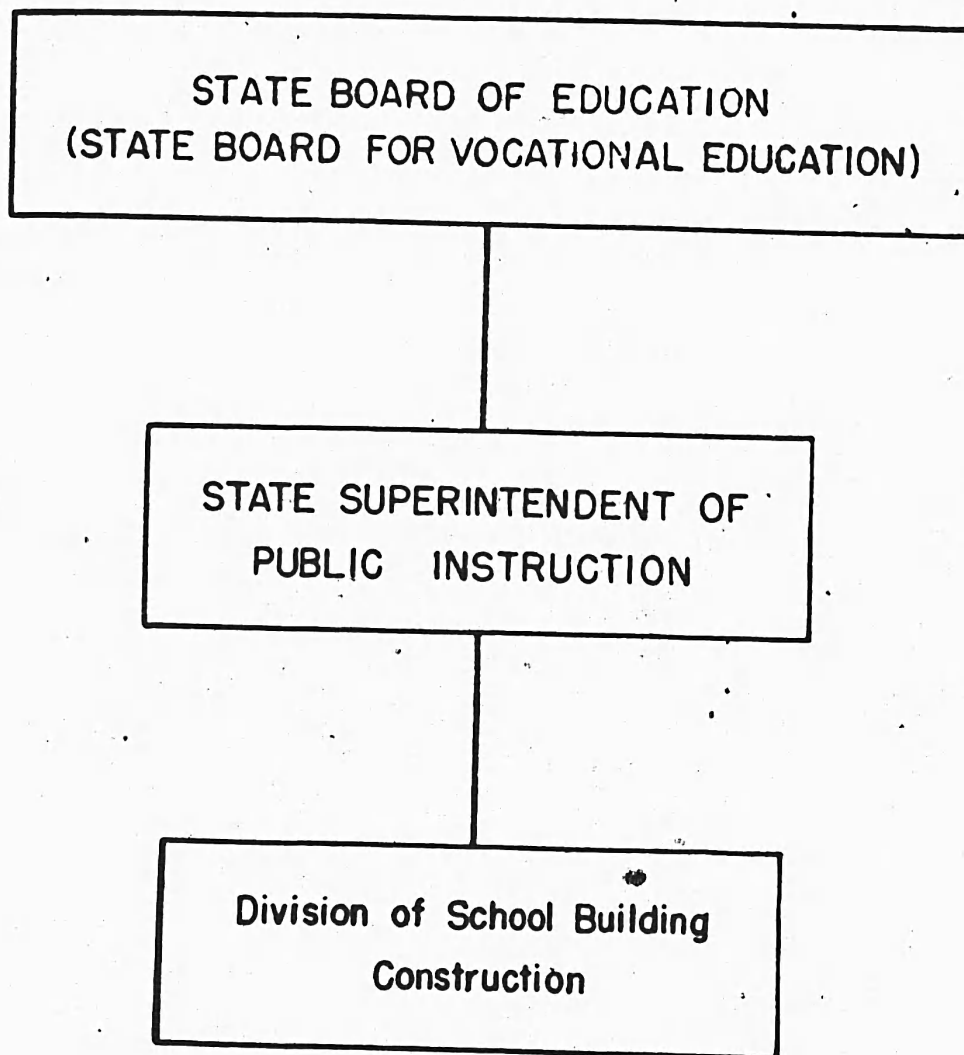 STATE BOARD OF EDUCATION
(STATE BOARD FOR VOCATIONAL EDUCATION)
STATE SUPERINTENDENT OF
PUBLIC INSTRUCTION
Division of School Building
Construction